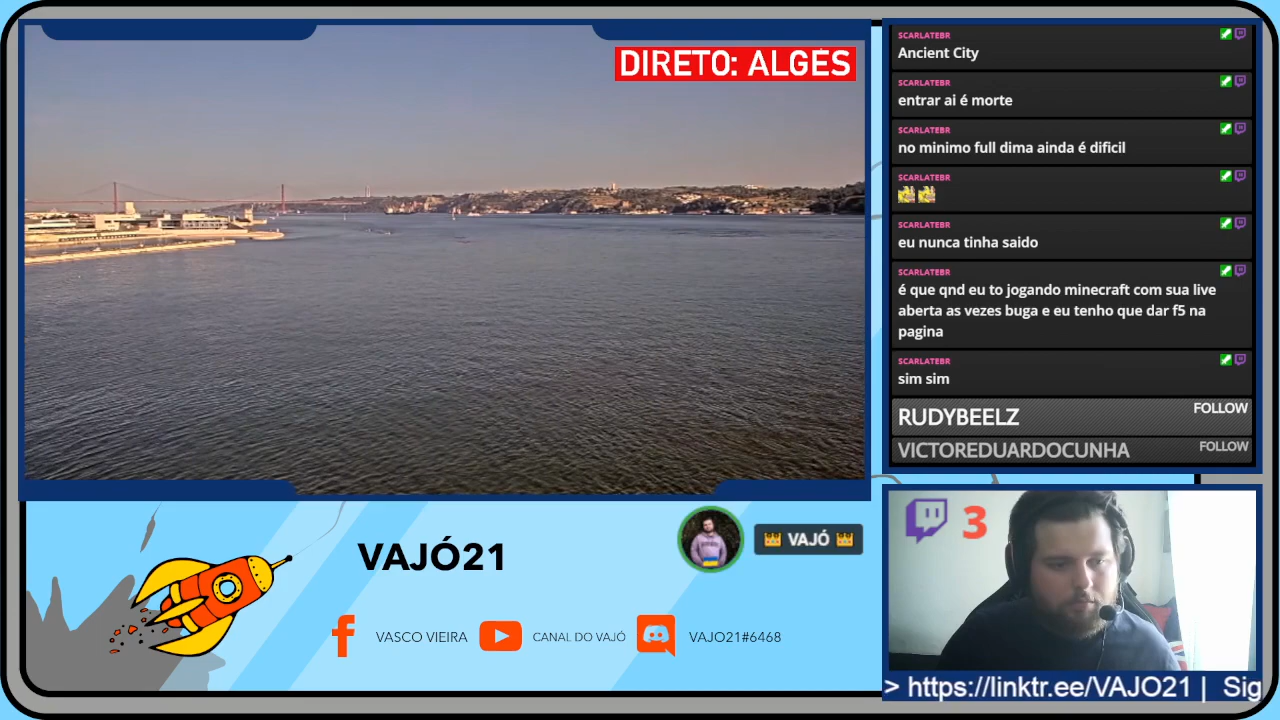 DIRETO: ALGÉS
SCARLATEBR
Ancient City
SCARLATEBR
entrar ai é morte
SCARLATEBR
no minimo full dima ainda é dificil
SCARLATEBR
SCARLATEBR
eu nunca tinha saido
SCARLATEBR
é que qnd eu to jogando minecraft com sua live
aberta as vezes buga e eu tenho que dar f5 na
pagina
SCARLATEBR
sim sim
RUDYBEELZ FOLLOW
VICTOREDUARDOCUNHA FOLLOW
3
VAJÓ21
VAJÓ
VASCO VIEIRA
CANAL DO VAJÓ
VAJO21#6468
> https://linktr.ee/VAJO21 | Sig